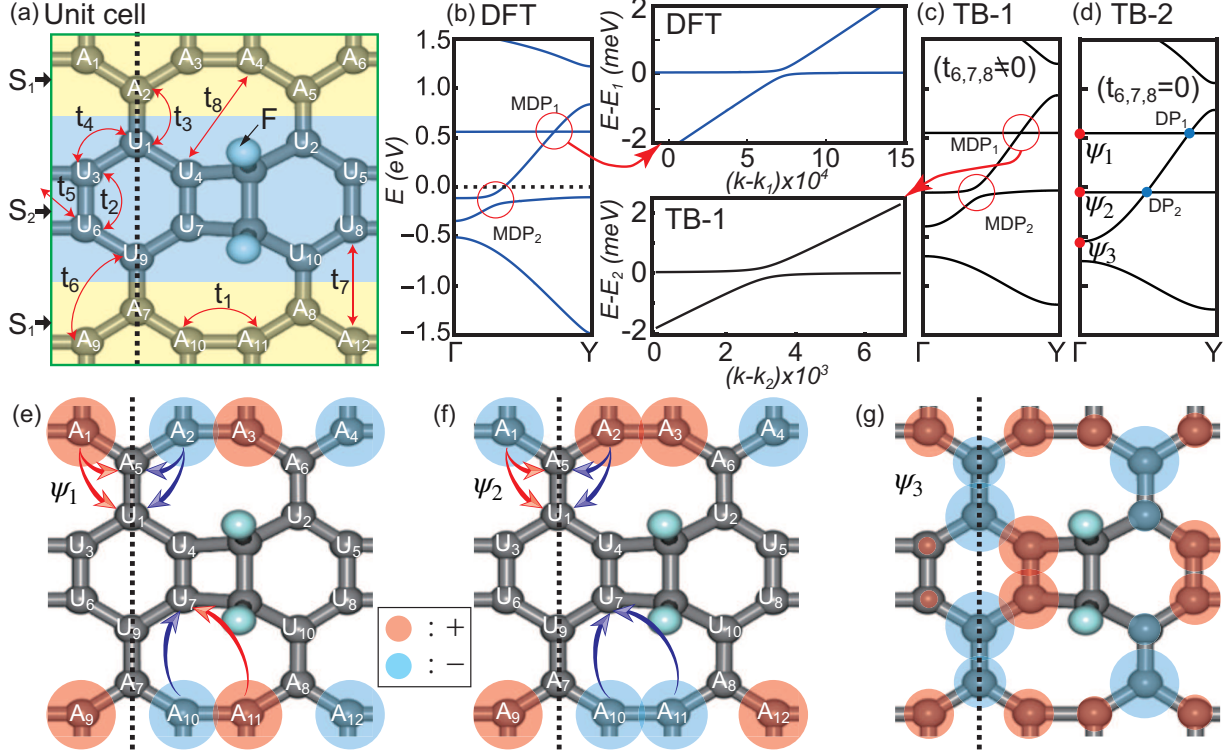 (a) Unit cell
S1
S2
S1
A1
A3
A4
A6
A2
A5
t8
t3
F
t4
U1
U2
U3
U4
U5
t5
t2
U6
U7
U8
U9
U10
t6
t1
t7
A7
A8
A9
A10
A11
A12
(b) DFT
E (eV)
1.5
1.0
0.5
0.0
−0.5
−1.0
−1.5
MDP1
MDP2
Γ
Y
DFT
E-E1 (meV)
2
0
-2
0
5
10
15
(k-k1)x10^4
TB-1
E-E2 (meV)
2
0
-2
0
3
6
(k-k2)x10^3
(c) TB-1
(t6,7,8≠0)
MDP1
MDP2
Γ
Y
(d) TB-2
(t6,7,8=0)
DP1
ψ1
ψ2
DP2
ψ3
Γ
Y
(e)
A1
A2
A3
A4
A5
A6
ψ1
U1
U2
U3
U4
U5
U6
U7
U8
U9
U10
A7
A8
A9
A10
A11
A12
: +
: −
(f)
A1
A2
A3
A4
A5
A6
ψ2
U1
U2
U3
U4
U5
U6
U7
U8
U9
U10
A7
A8
A9
A10
A11
A12
(g)
ψ3